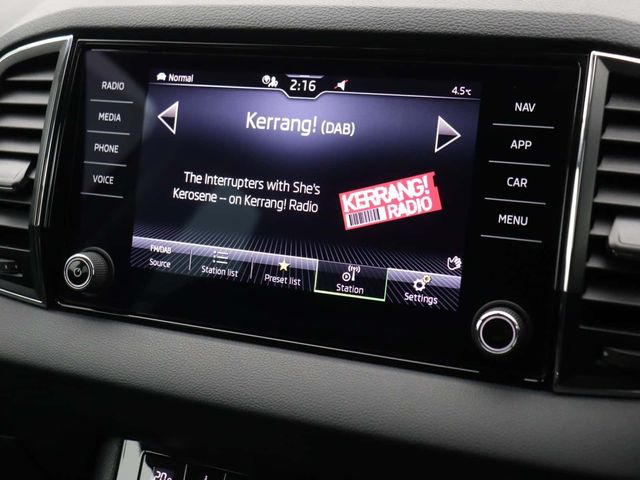 RADIO
MEDIA
PHONE
VOICE
Normal
2:16
4.5℃
Kerrang! (DAB)
The Interrupters with She's
Kerosene -- on Kerrang! Radio
KERRANG!
RADIO
FM/DAB
Source
Station list
Preset list
Station
Settings
NAV
APP
CAR
MENU